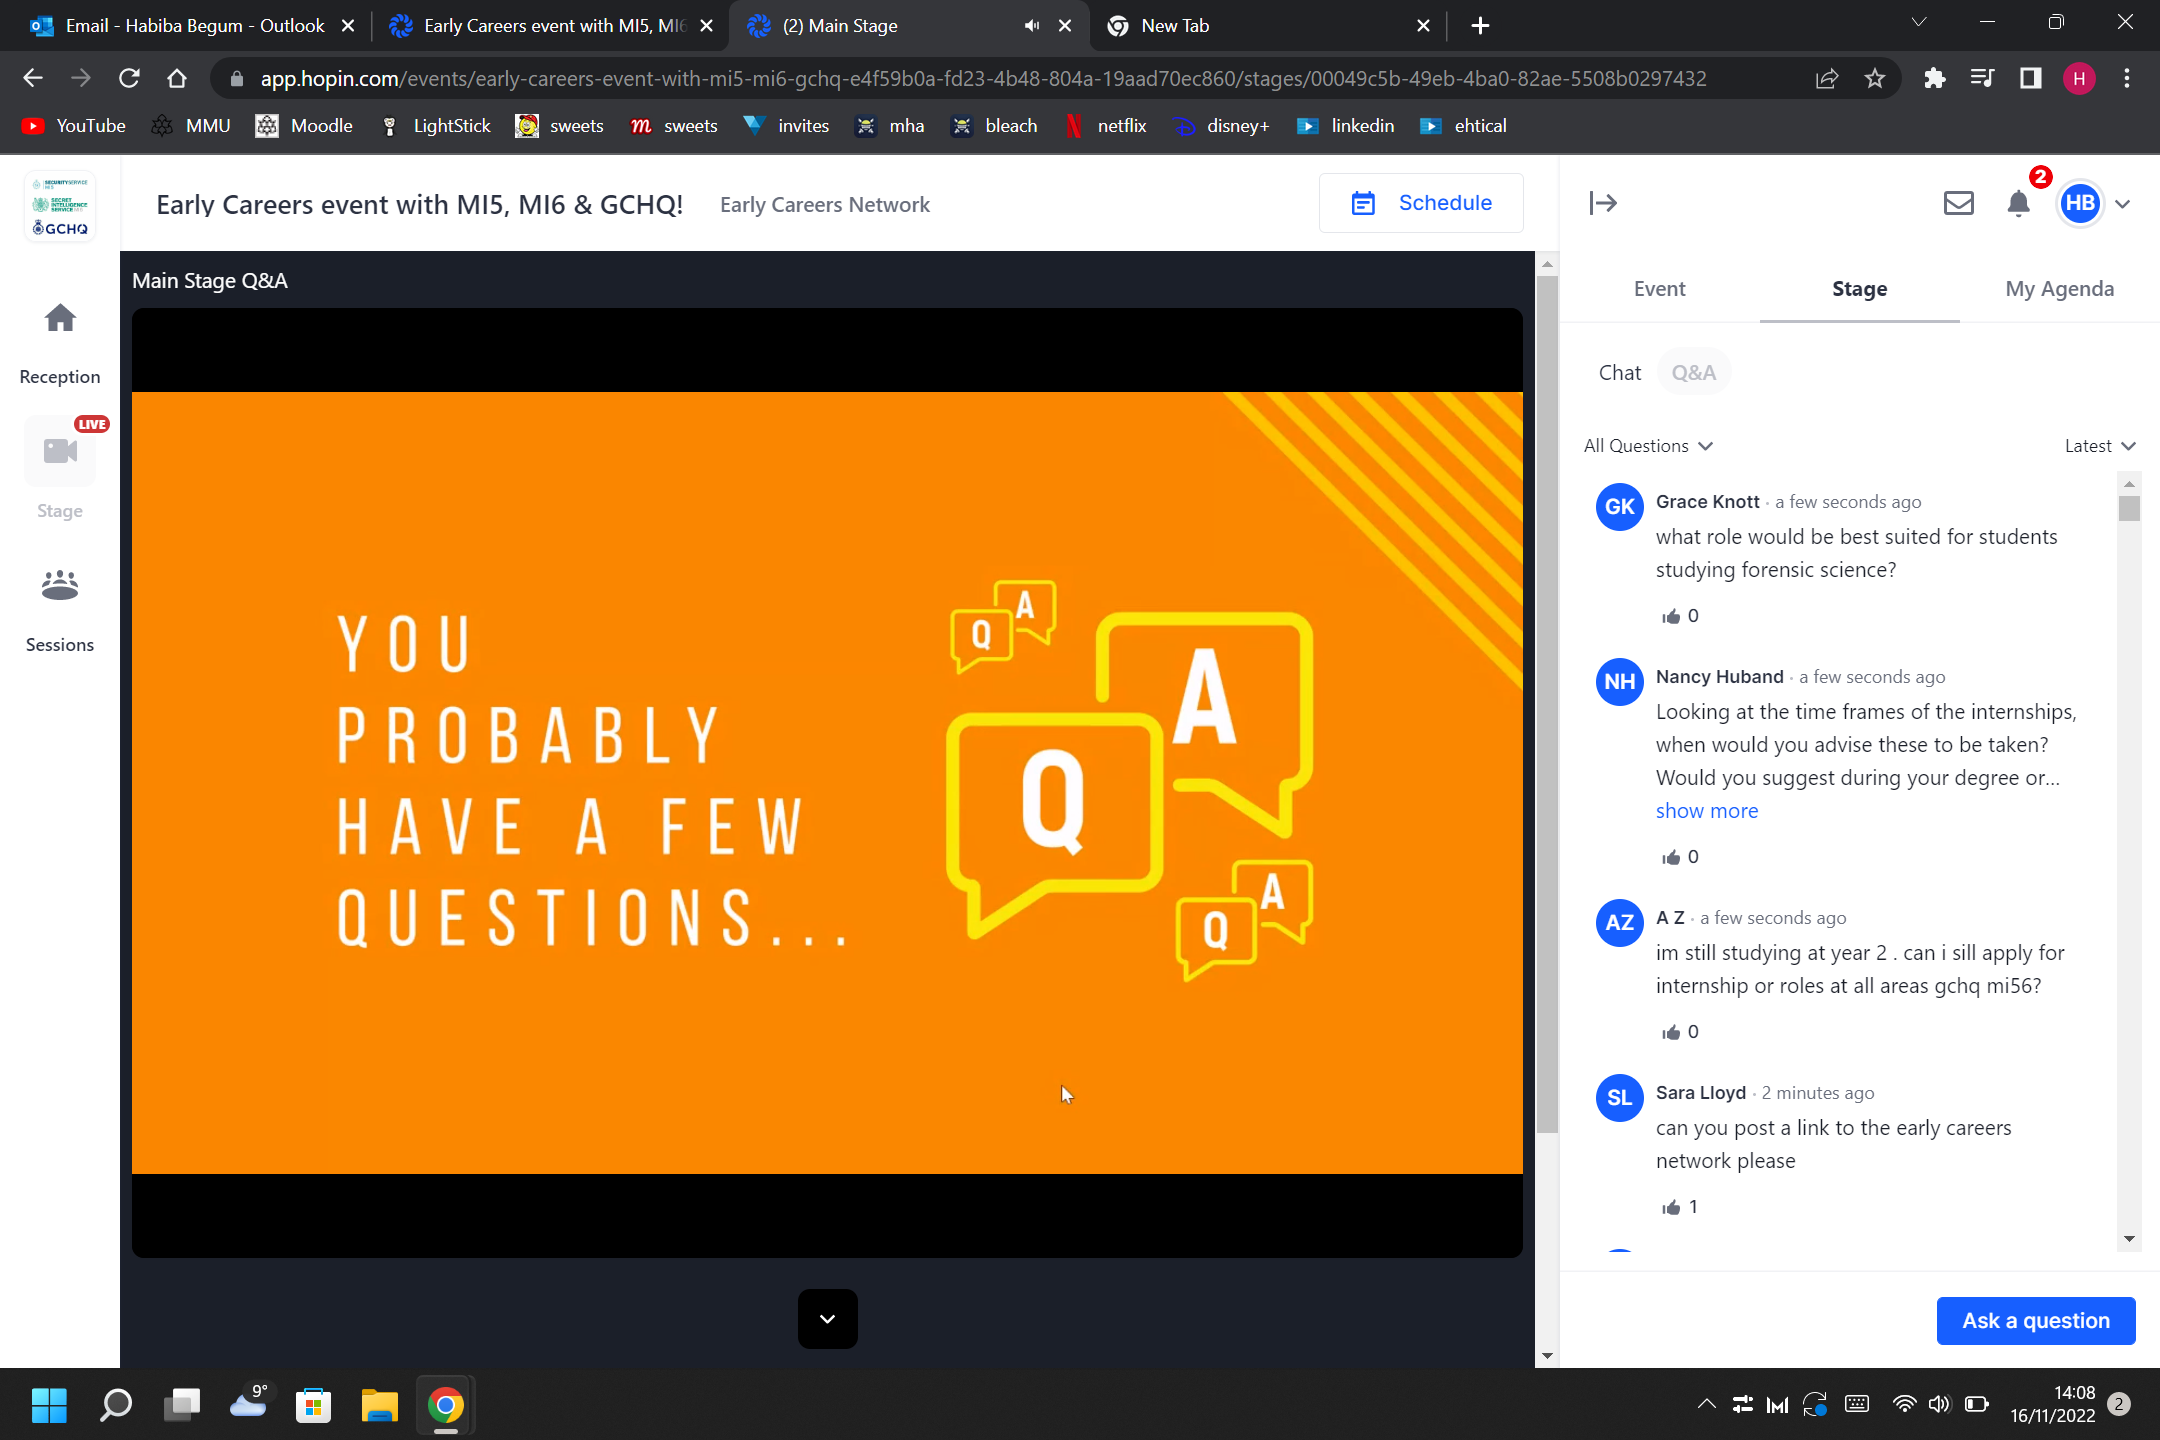 Email - Habiba Begum - Outlook
Early Careers event with MI5, MI6
(2) Main Stage
New Tab
app.hopin.com/events/early-careers-event-with-mi5-mi6-gchq-e4f59b0a-fd23-4b48-804a-19aad70ec860/stages/00049c5b-49eb-4ba0-82ae-5508b0297432
H
YouTube
MMU
Moodle
LightStick
sweets
sweets
invites
mha
bleach
netflix
disney+
linkedin
ehtical
SECURITY SERVICE
MI5
SECRET
INTELLIGENCE
SERVICE MI6
GCHQ
Early Careers event with MI5, MI6 & GCHQ!
Early Careers Network
Schedule
2
HB
Reception
LIVE
Stage
Sessions
Main Stage Q&A
YOU
PROBABLY
HAVE A FEW
QUESTIONS...
Q
A
Q
A
Q
A
Event
Stage
My Agenda
Chat
Q&A
All Questions
Latest
GK
Grace Knott · a few seconds ago
what role would be best suited for students
studying forensic science?
0
NH
Nancy Huband · a few seconds ago
Looking at the time frames of the internships,
when would you advise these to be taken?
Would you suggest during your degree or...
show more
0
AZ
A Z · a few seconds ago
im still studying at year 2 . can i sill apply for
internship or roles at all areas gchq mi56?
0
SL
Sara Lloyd · 2 minutes ago
can you post a link to the early careers
network please
1
Ask a question
9°
14:08
16/11/2022
2